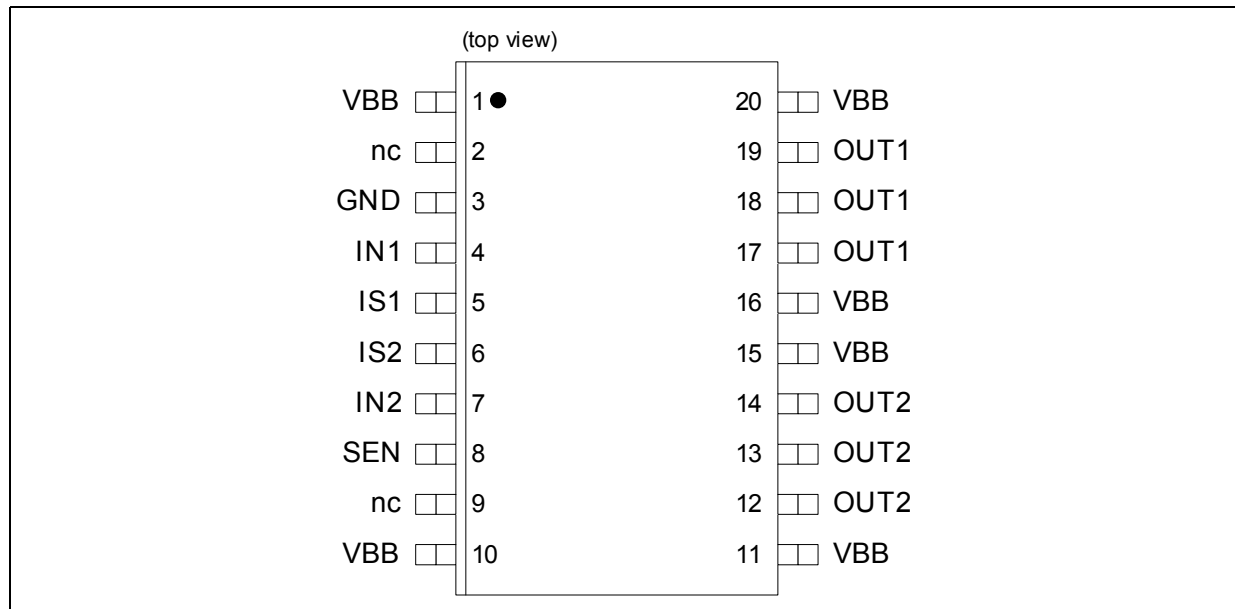 (top view)
VBB 1 20 VBB
nc 2 19 OUT1
GND 3 18 OUT1
IN1 4 17 OUT1
IS1 5 16 VBB
IS2 6 15 VBB
IN2 7 14 OUT2
SEN 8 13 OUT2
nc 9 12 OUT2
VBB 10 11 VBB